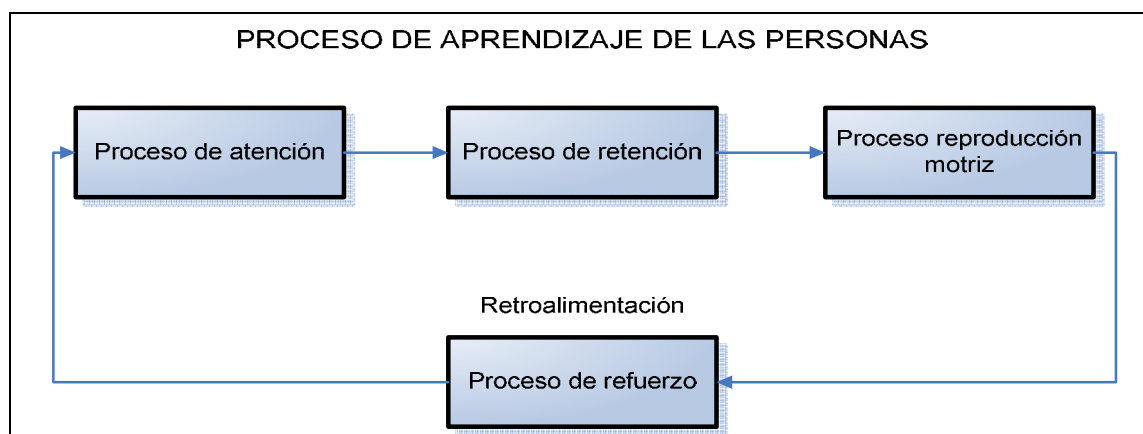 PROCESO DE APRENDIZAJE DE LAS PERSONAS
Proceso de atención
Proceso de retención
Proceso reproducción
motriz
Retroalimentación
Proceso de refuerzo